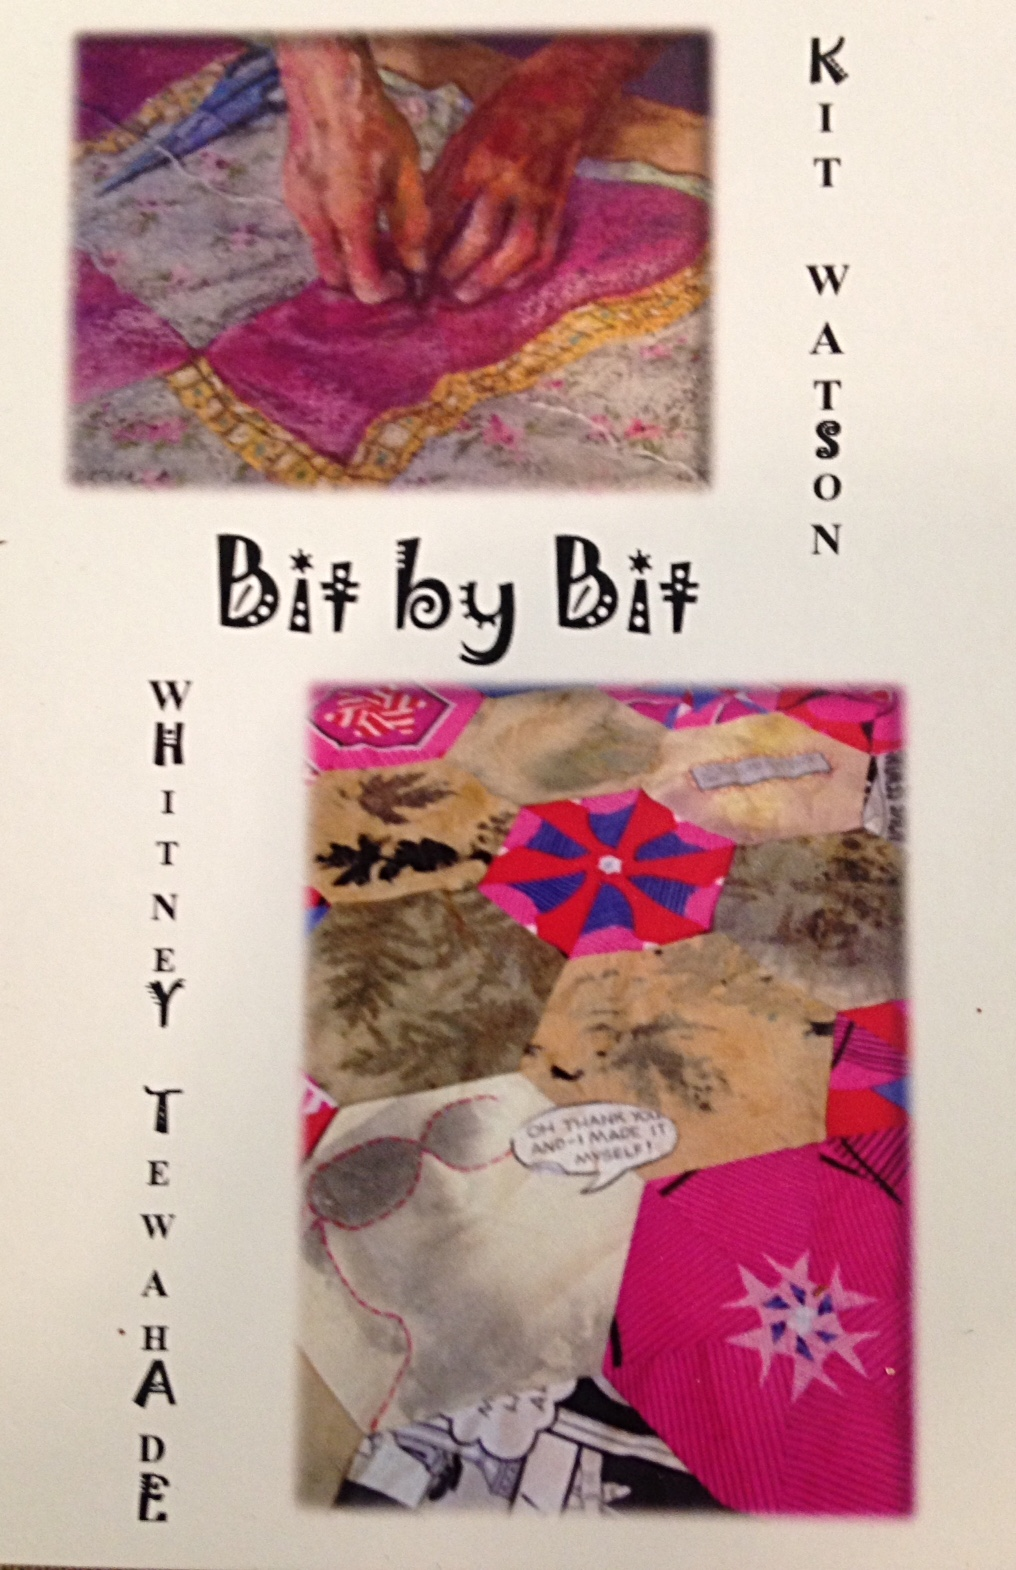 KIT WATSON
Bit by Bit
WHITNEY TEWAHADE
OH THANK YOU
AND-I MADE IT
MYSELF!